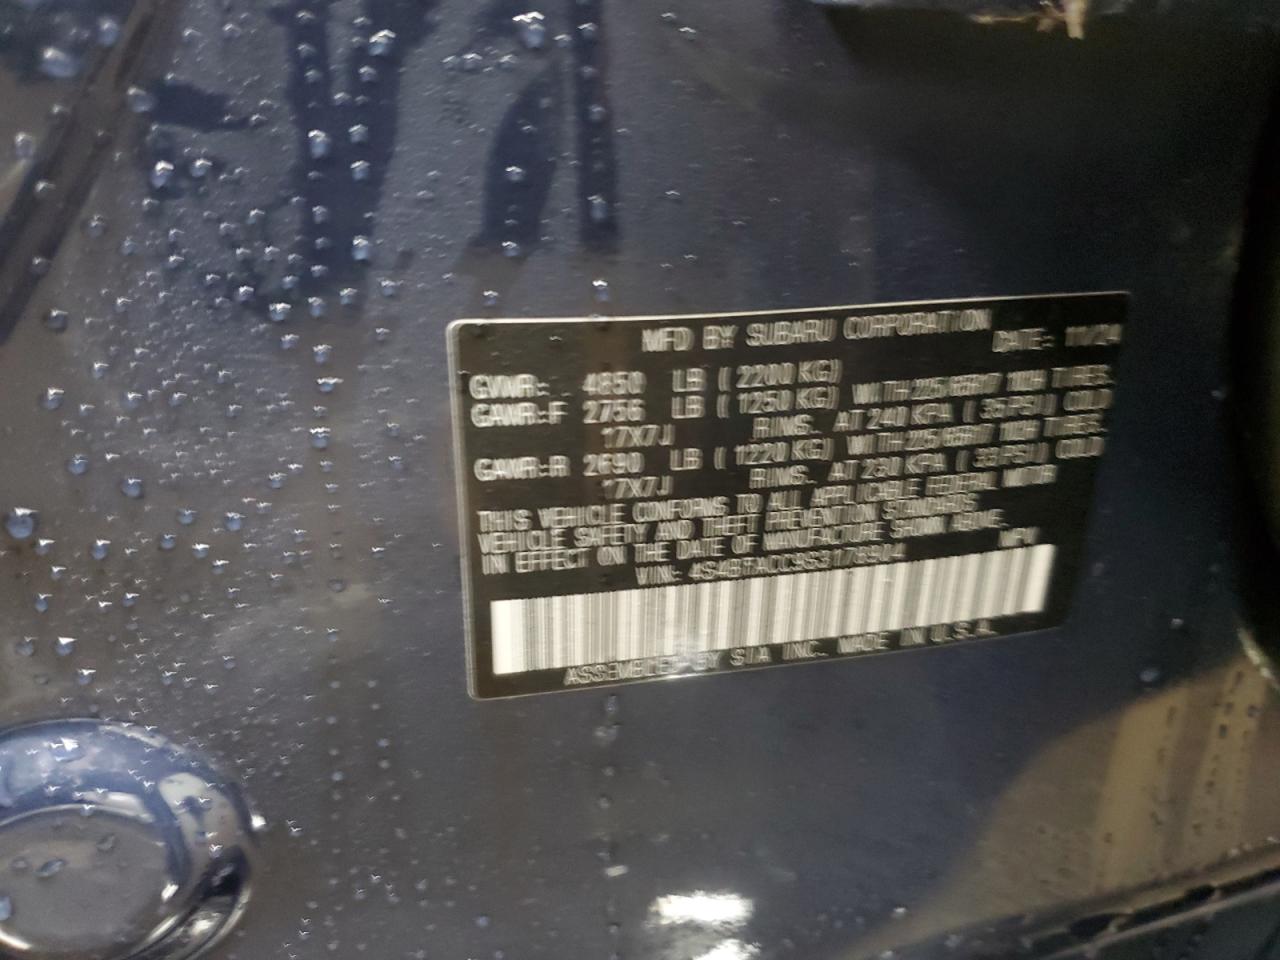 MFD BY SUBARU CORPORATION DATE: 11/24
GVWR: 4850 LB ( 2200 KG)
GAWR:F 2756 LB ( 1250 KG) WITH 225/65R17 102H TIRES,
17X7J RIMS, AT 240 KPA ( 35 PSI) COLD
GAWR:R 2690 LB ( 1220 KG) WITH 225/65R17 102H TIRES,
17X7J RIMS, AT 230 KPA ( 33 PSI) COLD
THIS VEHICLE CONFORMS TO ALL APPLICABLE FEDERAL MOTOR
VEHICLE SAFETY AND THEFT PREVENTION STANDARDS
IN EFFECT ON THE DATE OF MANUFACTURE SHOWN ABOVE.
VIN: MPV
ASSEMBLED BY SIA INC. MADE IN U.S.A.